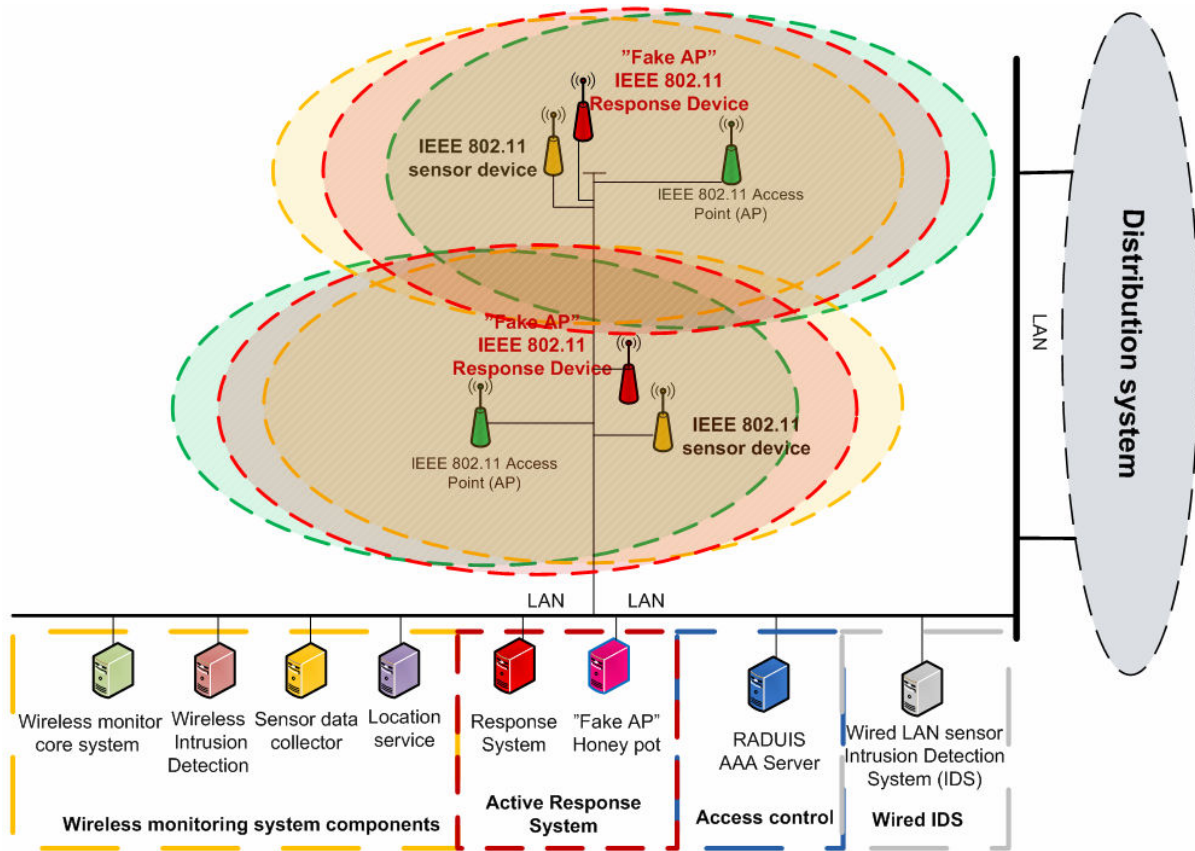 ”Fake AP”
IEEE 802.11
Response Device
IEEE 802.11
sensor device
IEEE 802.11 Access
Point (AP)
”Fake AP”
IEEE 802.11
Response Device
IEEE 802.11 Access
Point (AP)
IEEE 802.11
sensor device
LAN
Distribution system
LAN
LAN
Wireless monitor
core system
Wireless
Intrusion
Detection
Sensor data
collector
Location
service
Response
System
”Fake AP”
Honey pot
RADUIS
AAA Server
Wired LAN sensor
Intrusion Detection
System (IDS)
Wireless monitoring system components
Active Response
System
Access control
Wired IDS